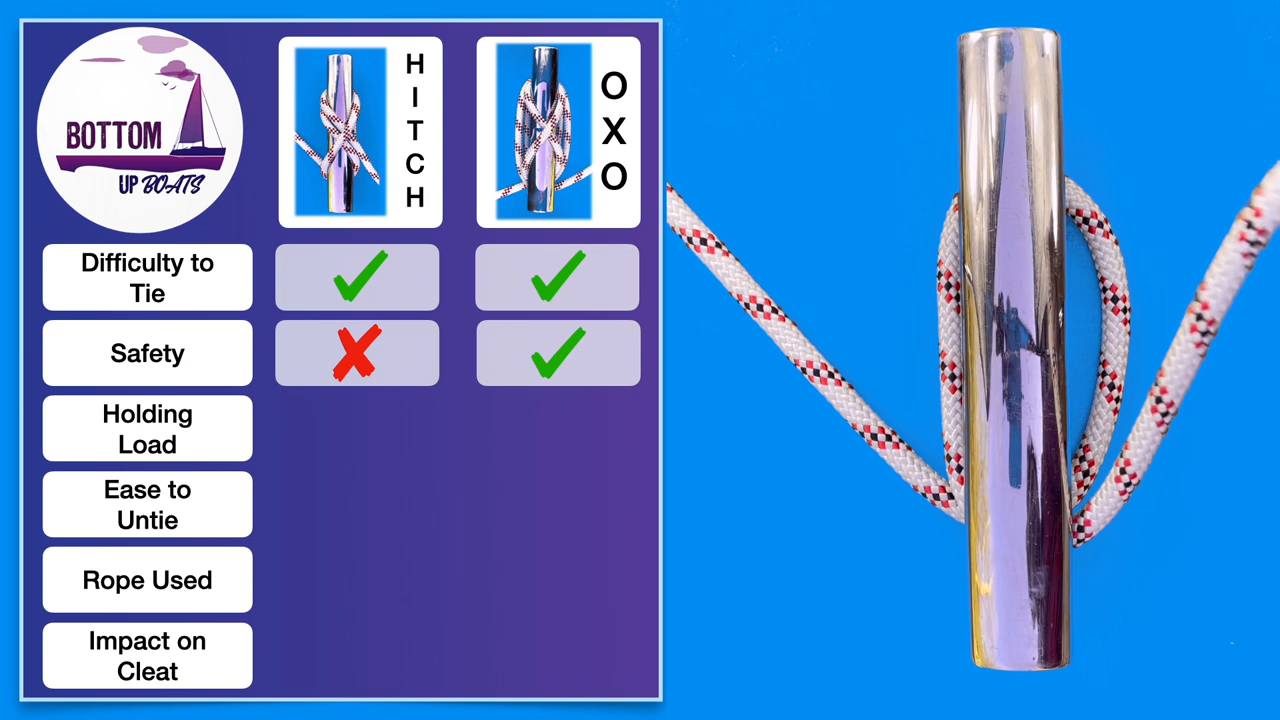 BOTTOM
UP BOATS
H
I
T
C
H
O
X
O
Difficulty to
Tie
Safety
Holding
Load
Ease to
Untie
Rope Used
Impact on
Cleat